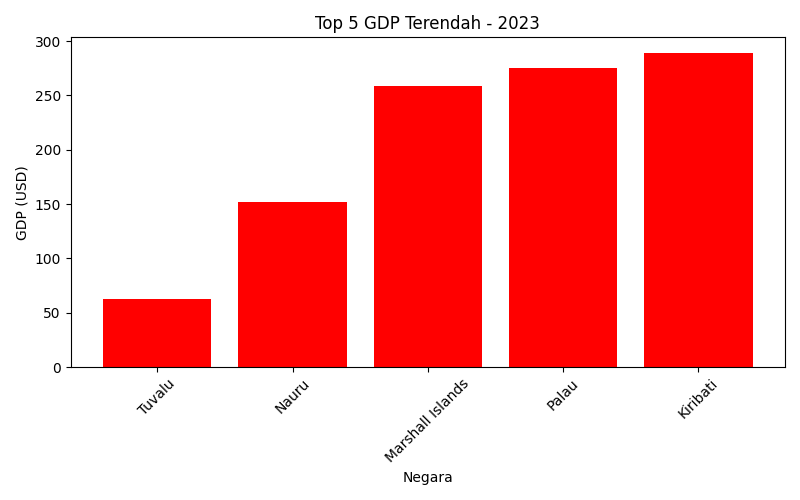 Top 5 GDP Terendah - 2023
GDP (USD)
300
250
200
150
100
50
0
Tuvalu
Nauru
Marshall Islands
Palau
Kiribati
Negara